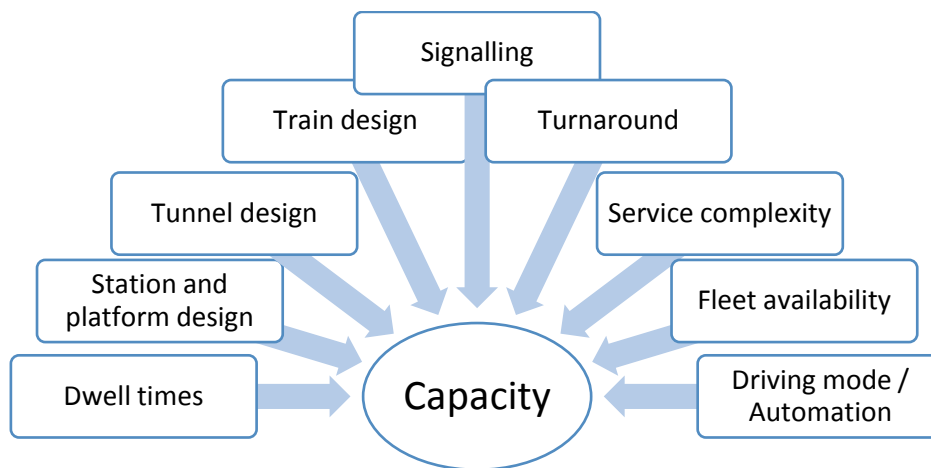 Signalling
Train design
Turnaround
Tunnel design
Service complexity
Station and
platform design
Fleet availability
Dwell times
Capacity
Driving mode /
Automation